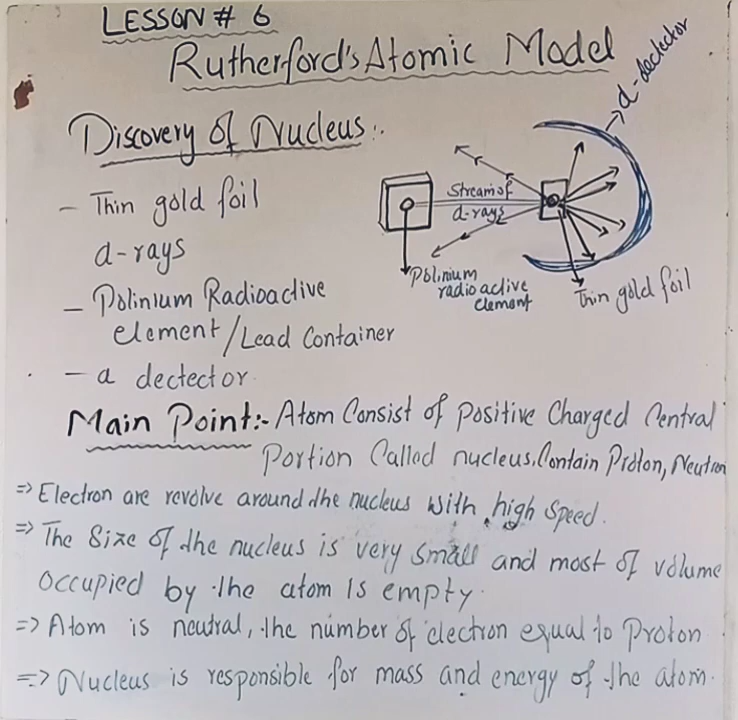 LESSON # 6
Rutherford's Atomic Model
Discovery of Nucleus:.
- Thin gold foil
d-rays
- Polinium Radioactive
element/Lead Container
- a dectector
d-dectector
Stream of
d-rays
Polinium
radioactive
element
Thin gold foil
Main Point:- Atom Consist of positive Charged Central
Portion Called nucleus. Contain Proton, Neutron
=> Electron are revolve around the nucleus with high speed.
=> The Size of the nucleus is very small and most of volume
occupied by the atom is empty.
=> Atom is neutral, the number of electron equal to Proton
=> Nucleus is responsible for mass and energy of the atom.